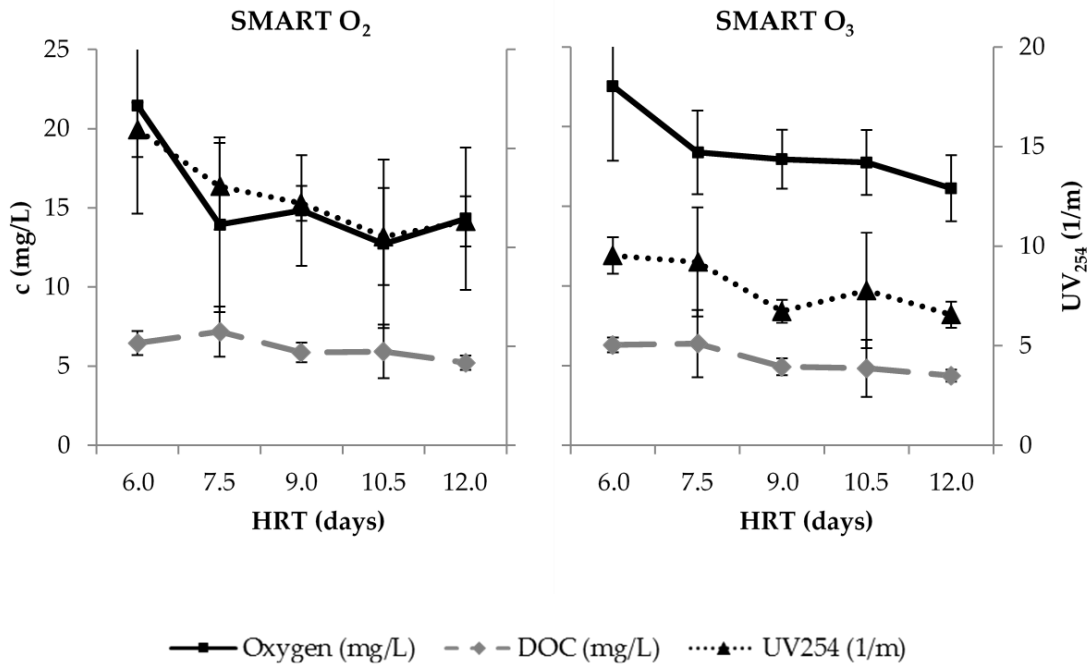 SMART O₂
SMART O₃
25
20
15
10
5
0
c (mg/L)
6.0 7.5 9.0 10.5 12.0
HRT (days)
20
15
10
5
0
UV₂₅₄ (1/m)
6.0 7.5 9.0 10.5 12.0
HRT (days)
Oxygen (mg/L) DOC (mg/L) UV254 (1/m)